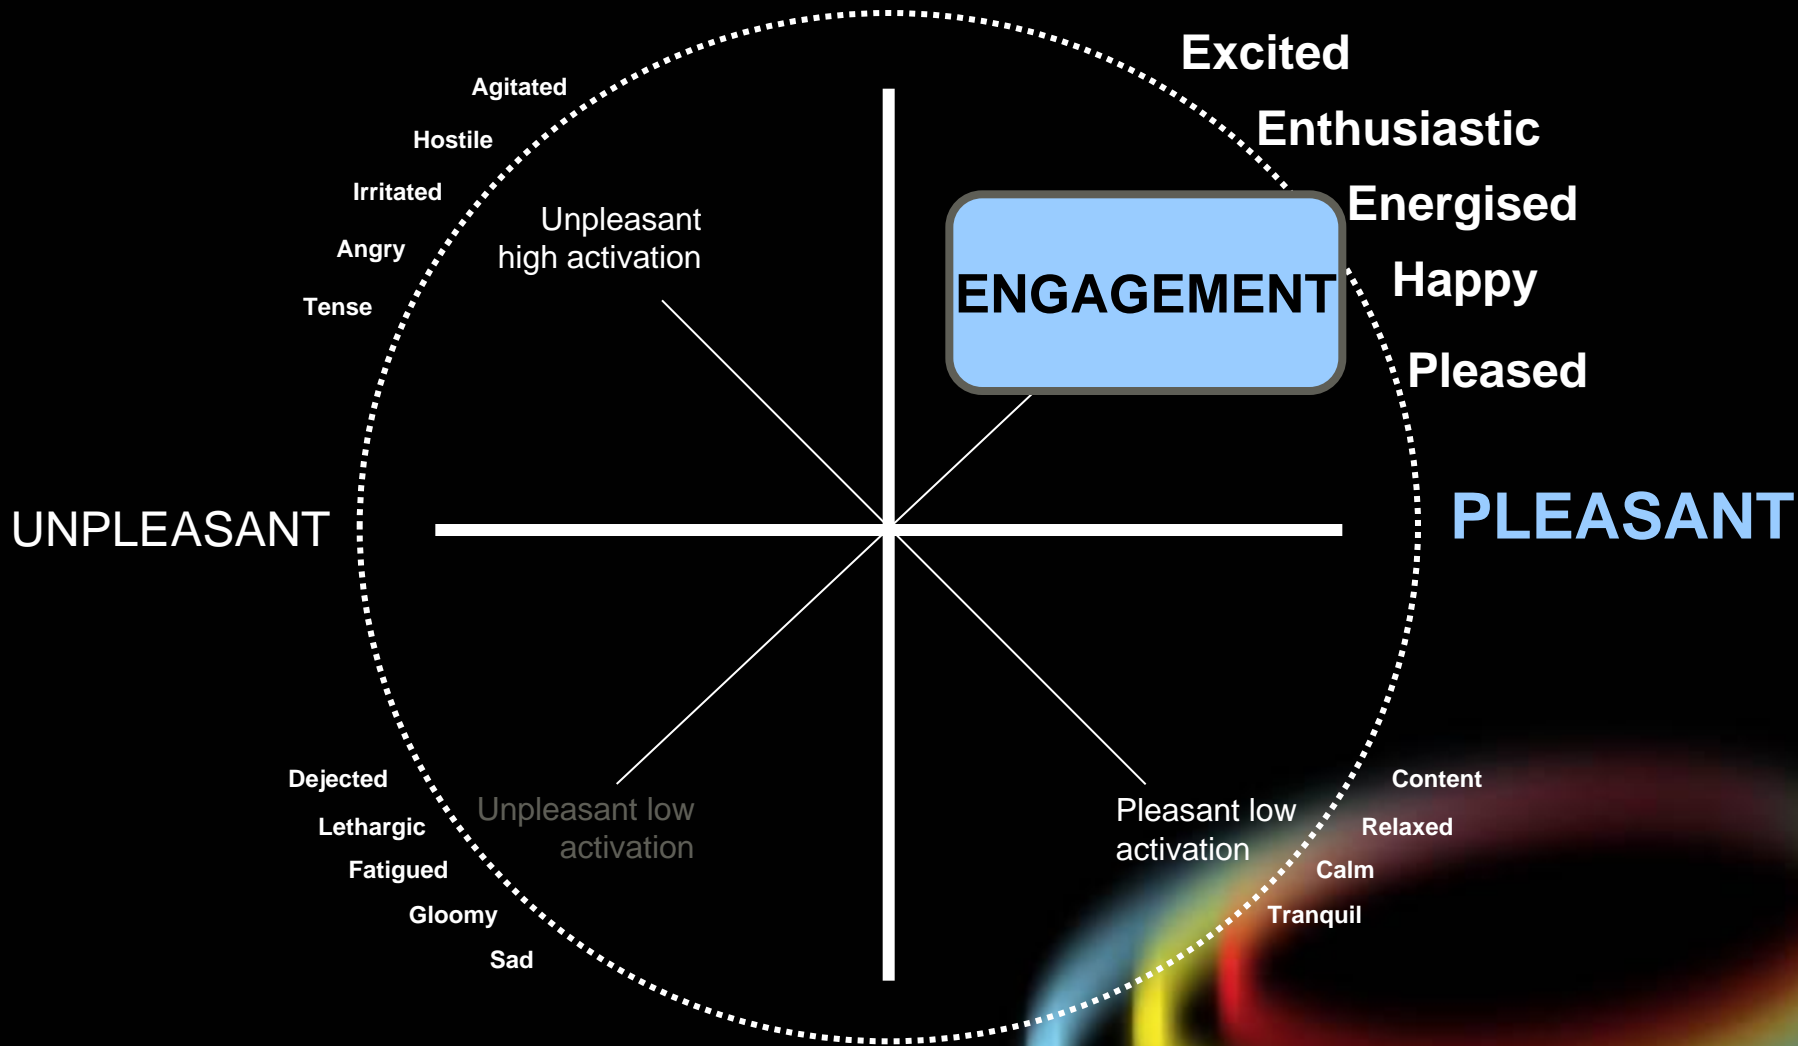 Excited
Agitated
Enthusiastic
Hostile
Irritated
Energised
Unpleasant
high activation
Angry
Happy
ENGAGEMENT
Tense
Pleased
UNPLEASANT
PLEASANT
Dejected
Content
Unpleasant low
activation
Pleasant low
activation
Lethargic
Relaxed
Fatigued
Calm
Gloomy
Tranquil
Sad